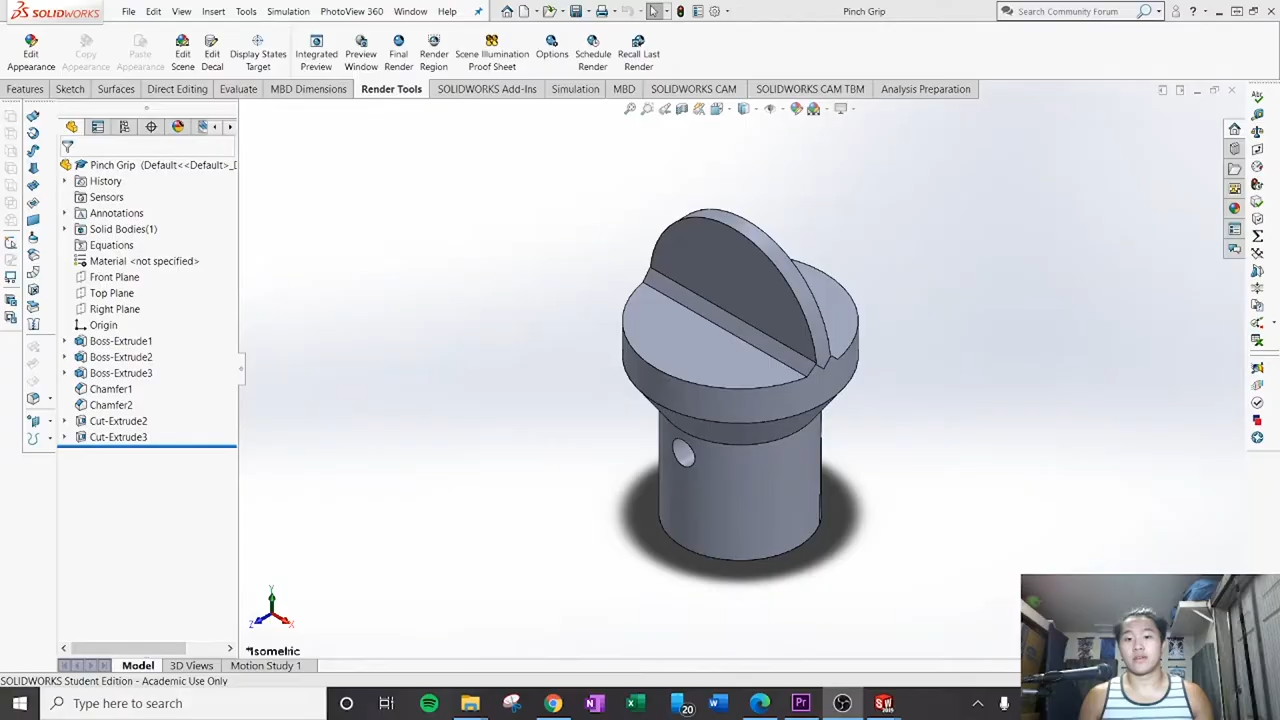 SOLIDWORKS File Edit View Insert Tools Simulation PhotoView 360 Window Help Pinch Grip Search Community Forum ?
Edit Appearance Copy Appearance Paste Appearance Edit Scene Edit Decal Display States Target Integrated Preview Preview Window Final Render Render Region Scene Illumination Proof Sheet Options Schedule Render Recall Last Render
Features Sketch Surfaces Direct Editing Evaluate MBD Dimensions Render Tools SOLIDWORKS Add-Ins Simulation MBD SOLIDWORKS CAM SOLIDWORKS CAM TBM Analysis Preparation
Pinch Grip (Default<<Default>_D
History
Sensors
Annotations
Solid Bodies(1)
Equations
Material <not specified>
Front Plane
Top Plane
Right Plane
Origin
Boss-Extrude1
Boss-Extrude2
Boss-Extrude3
Chamfer1
Chamfer2
Cut-Extrude2
Cut-Extrude3
Y
Z X
*Isometric
Model 3D Views Motion Study 1
SOLIDWORKS Student Edition - Academic Use Only
Type here to search 20